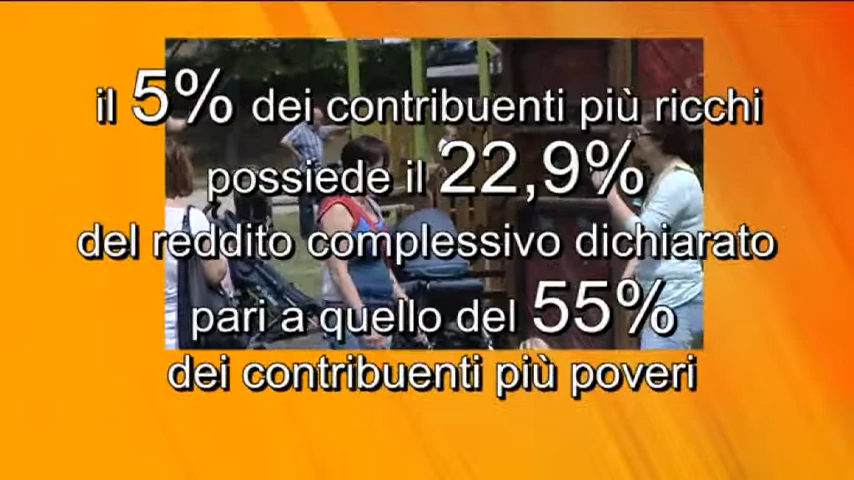 il 5% dei contribuenti più ricchi
possiede il 22,9%
del reddito complessivo dichiarato
pari a quello del 55%
dei contribuenti più poveri